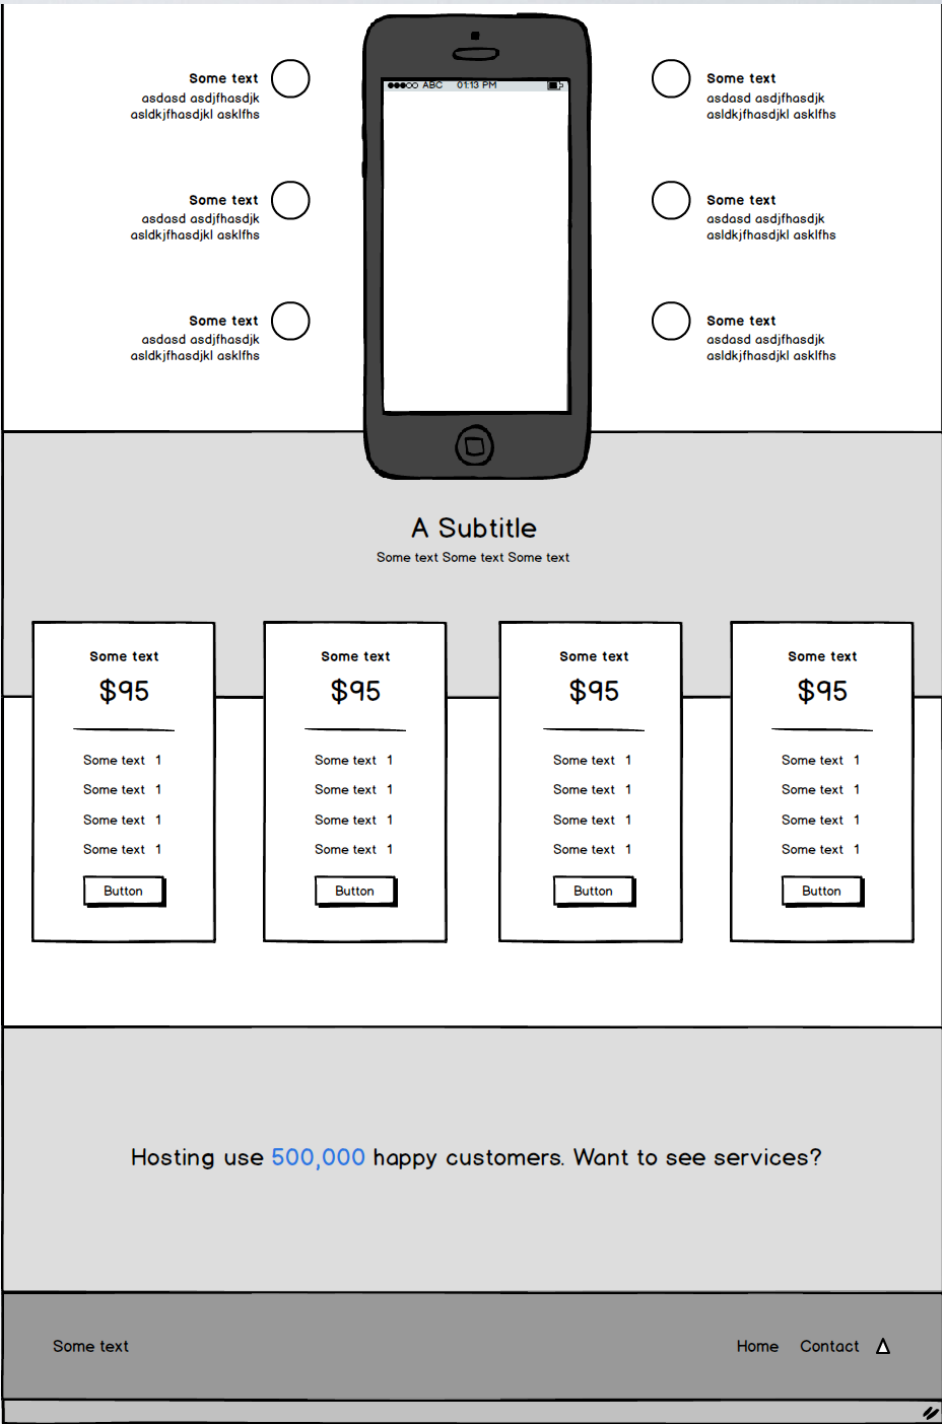 ABC 01:13 PM
Some text
asdasd asdjfhasdjk
asldkjfhasdjkl asklfhs
Some text
asdasd asdjfhasdjk
asldkjfhasdjkl asklfhs
Some text
asdasd asdjfhasdjk
asldkjfhasdjkl asklfhs
Some text
asdasd asdjfhasdjk
asldkjfhasdjkl asklfhs
Some text
asdasd asdjfhasdjk
asldkjfhasdjkl asklfhs
Some text
asdasd asdjfhasdjk
asldkjfhasdjkl asklfhs
A Subtitle
Some text Some text Some text
Some text
$95
Some text 1
Some text 1
Some text 1
Some text 1
Button
Some text
$95
Some text 1
Some text 1
Some text 1
Some text 1
Button
Some text
$95
Some text 1
Some text 1
Some text 1
Some text 1
Button
Some text
$95
Some text 1
Some text 1
Some text 1
Some text 1
Button
Hosting use 500,000 happy customers. Want to see services?
Some text
Home Contact